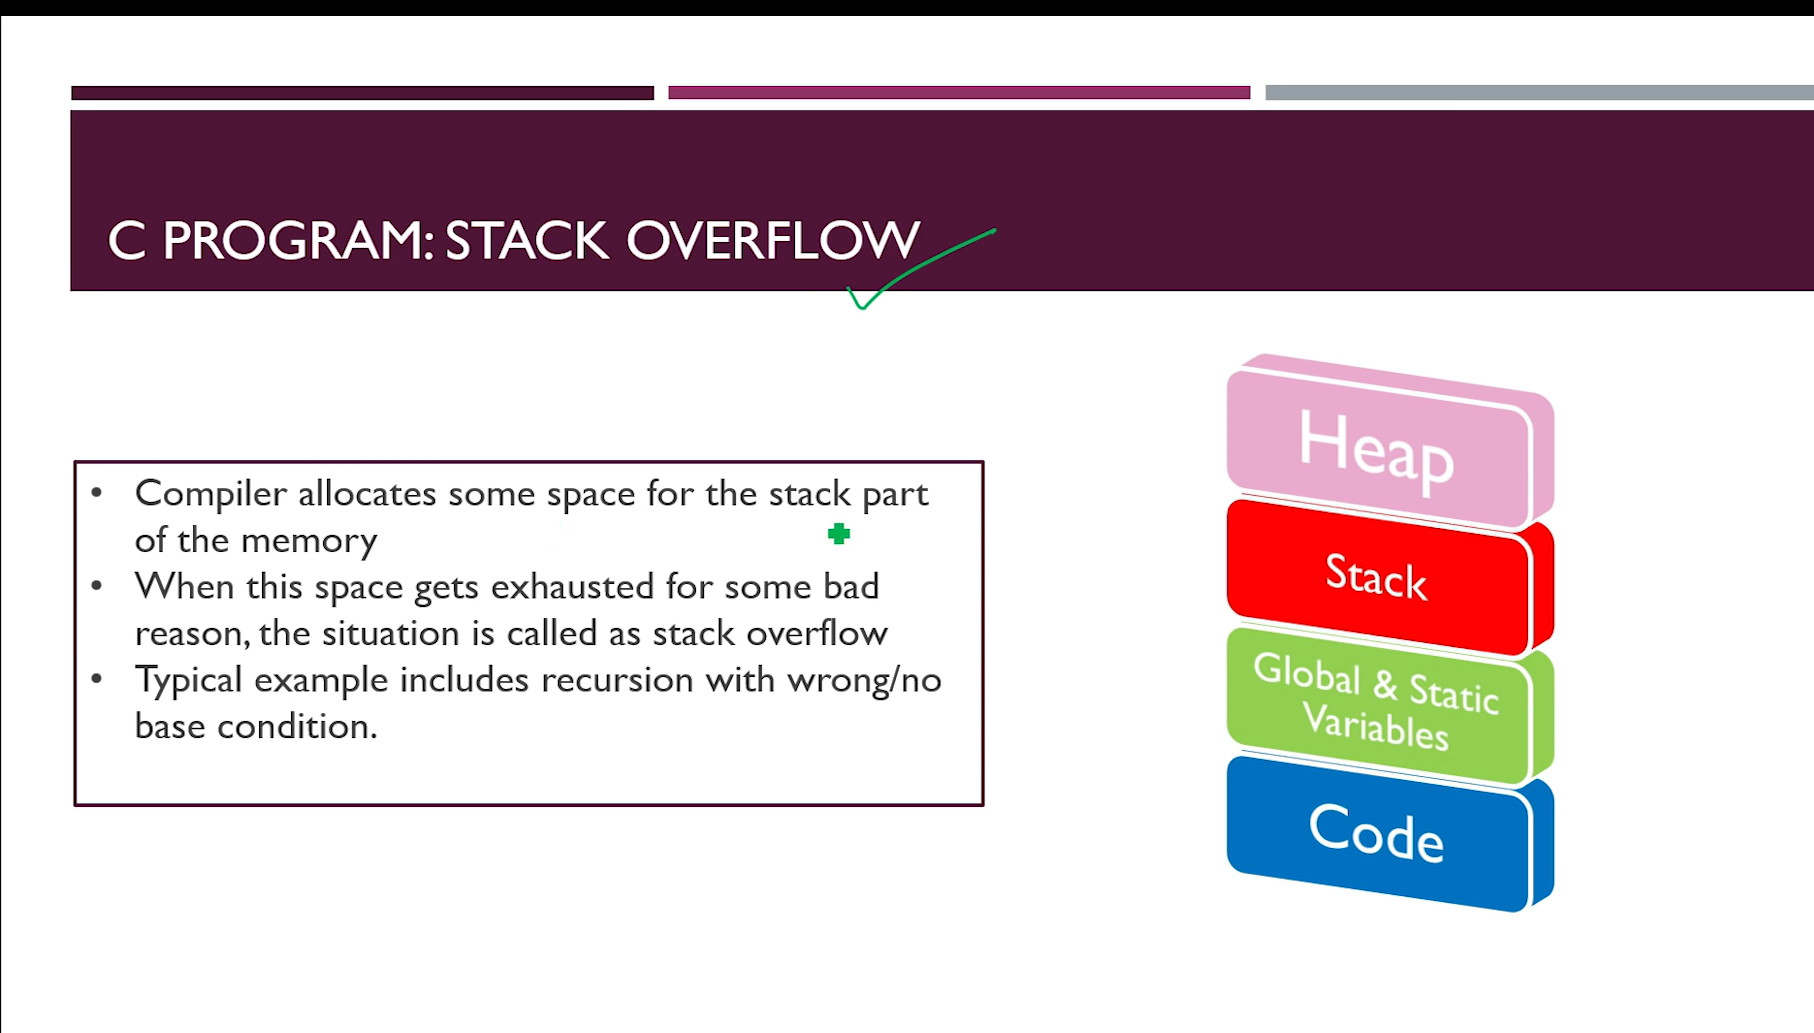 C PROGRAM: STACK OVERFLOW
• Compiler allocates some space for the stack part
of the memory
• When this space gets exhausted for some bad
reason, the situation is called as stack overflow
• Typical example includes recursion with wrong/no
base condition.
Heap
Stack
Global & Static
Variables
Code